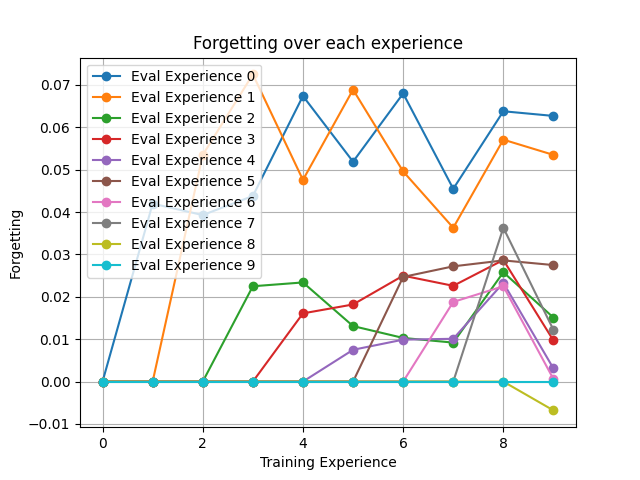 Forgetting over each experience
Forgetting
0.07
0.06
0.05
0.04
0.03
0.02
0.01
0.00
−0.01
Eval Experience 0
Eval Experience 1
Eval Experience 2
Eval Experience 3
Eval Experience 4
Eval Experience 5
Eval Experience 6
Eval Experience 7
Eval Experience 8
Eval Experience 9
0 2 4 6 8
Training Experience